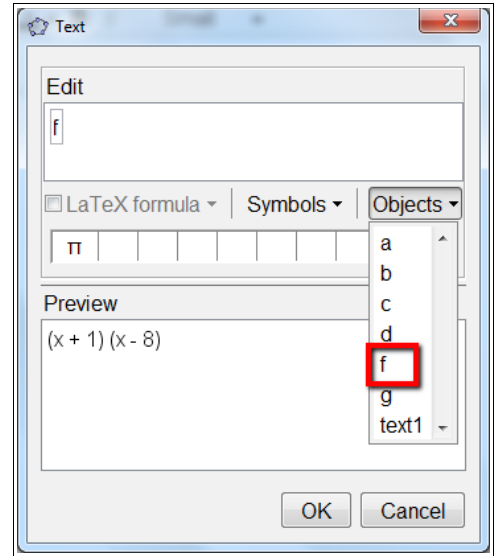 Text
Edit
f
LaTeX formula
Symbols
Objects
π
a
b
c
d
f
g
text1
Preview
(x + 1) (x - 8)
OK
Cancel